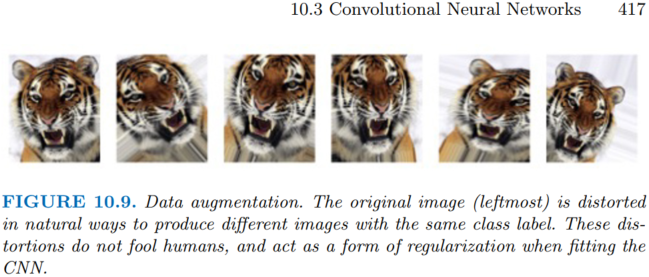 10.3 Convolutional Neural Networks 417
FIGURE 10.9. Data augmentation. The original image (leftmost) is distorted
in natural ways to produce different images with the same class label. These dis-
tortions do not fool humans, and act as a form of regularization when fitting the
CNN.